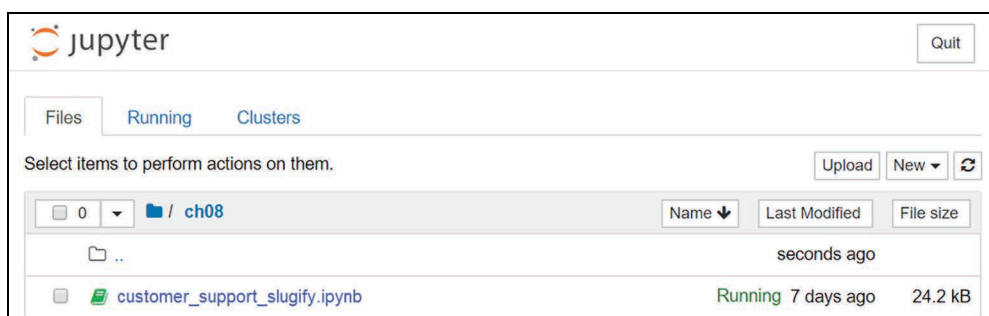 jupyter Quit
Files Running Clusters
Select items to perform actions on them. Upload New
0 / ch08 Name Last Modified File size
.. seconds ago
customer_support_slugify.ipynb Running 7 days ago 24.2 kB